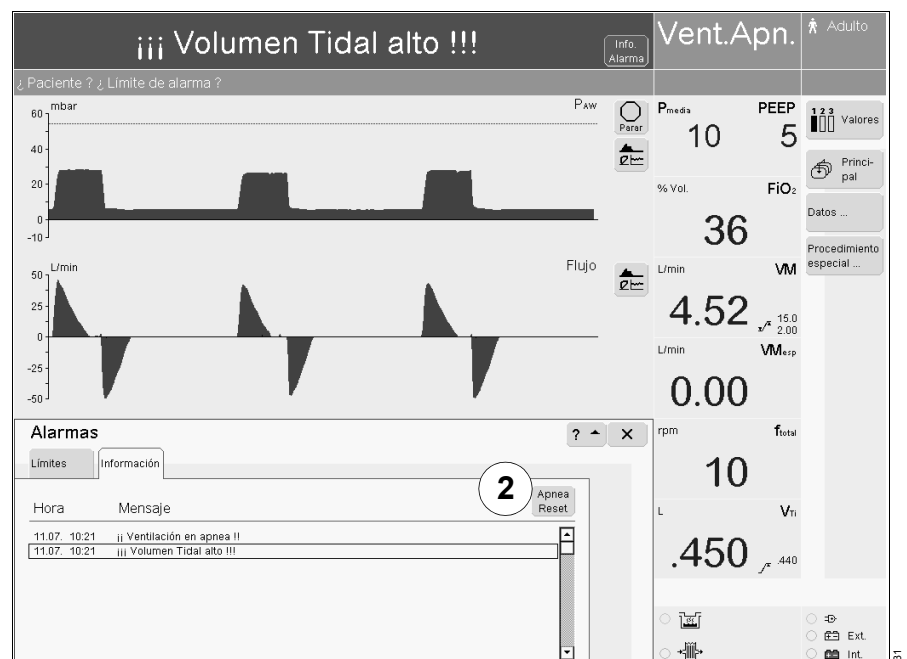 ¡¡¡ Volumen Tidal alto !!!
Info. Alarma
Vent.Apn.
Adulto
¿ Paciente ? ¿ Límite de alarma ?
mbar
PAW
60
40
20
0
-10
Parar
L/min
Flujo
50
25
0
-25
-50
Pmedia PEEP
10 5
% Vol. FiO2
36
L/min VM
4.52 15.0
2.00
L/min VMesp
0.00
rpm ftotal
10
L VTi
.450 .440
1 2 3 Valores
Princi-
pal
Datos ...
Procedimiento
especial ...
Alarmas
? X
Límites Información
2
Apnea
Reset
Hora Mensaje
11.07. 10:21 ¡¡ Ventilación en apnea !!
11.07. 10:21 ¡¡¡ Volumen Tidal alto !!!
Ext.
Int.